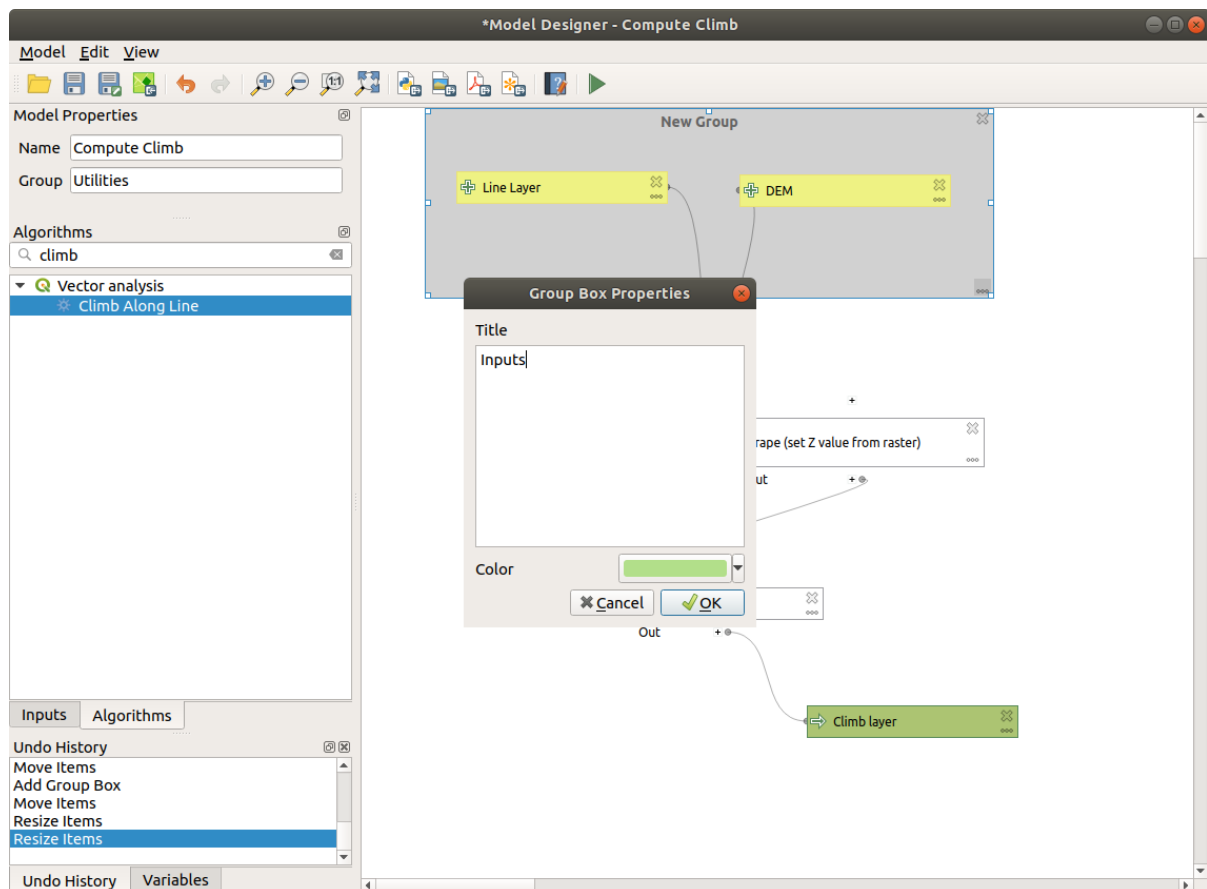 *Model Designer - Compute Climb
Model Edit View
Model Properties
Name Compute Climb
Group Utilities
Algorithms
climb
Vector analysis
Climb Along Line
Inputs Algorithms
Undo History
Move Items
Add Group Box
Move Items
Resize Items
Resize Items
Undo History Variables
New Group
Line Layer
DEM
Group Box Properties
Title
Inputs
Color
Cancel OK
+
rape (set Z value from raster)
ut +
Out +
Climb layer